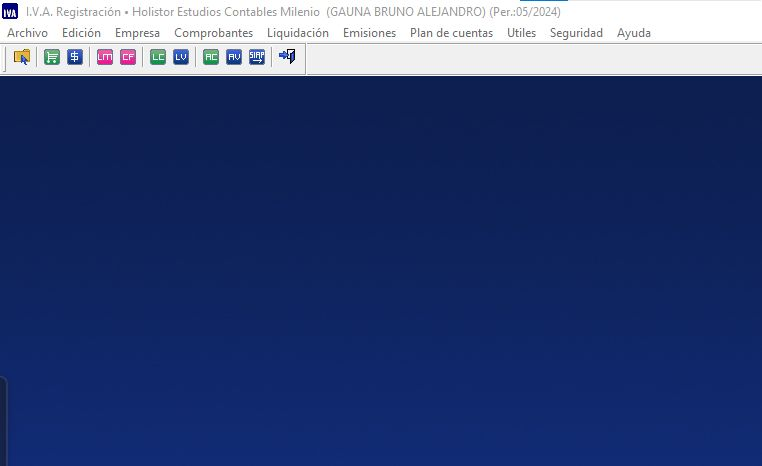 IVA I.V.A. Registración • Holistor Estudios Contables Milenio (GAUNA BRUNO ALEJANDRO) (Per.:05/2024)
Archivo Edición Empresa Comprobantes Liquidación Emisiones Plan de cuentas Utiles Seguridad Ayuda
$ LM CF LC LV AC AV SIAP